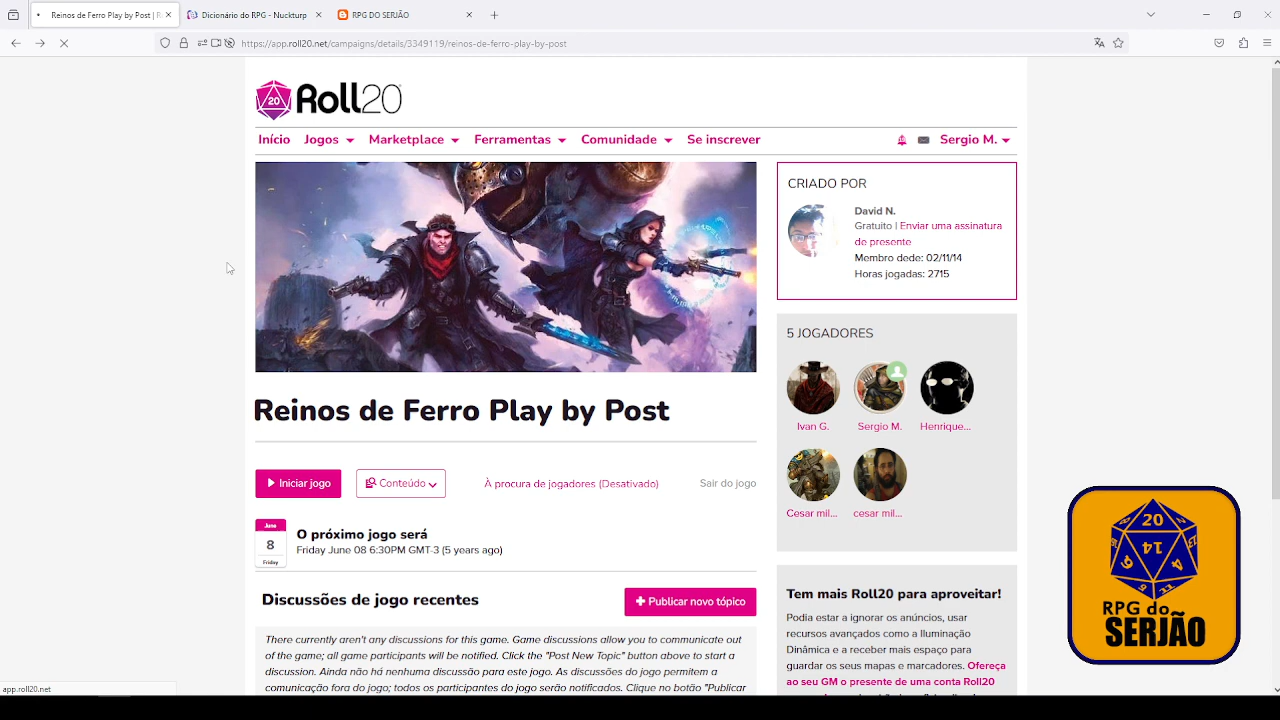 Reinos de Ferro Play by Post | R
Dicionário do RPG - Nuckturp
RPG DO SERJÃO
https://app.roll20.net/campaigns/details/3349119/reinos-de-ferro-play-by-post
20 Roll20
Início Jogos Marketplace Ferramentas Comunidade Se inscrever Sergio M.
CRIADO POR
David N.
Gratuito | Enviar uma assinatura
de presente
Membro dede: 02/11/14
Horas jogadas: 2715
5 JOGADORES
Ivan G. Sergio M. Henrique...
Cesar mil... cesar mil...
Reinos de Ferro Play by Post
Iniciar jogo Conteúdo À procura de jogadores (Desativado) Sair do jogo
June
8
Friday
O próximo jogo será
Friday June 08 6:30PM GMT-3 (5 years ago)
Discussões de jogo recentes
Publicar novo tópico
There currently aren't any discussions for this game. Game discussions allow you to communicate out
of the game; all game participants will be notified. Click the "Post New Topic" button above to start a
discussion. Ainda não há nenhuma discussão para este jogo. As discussões do jogo permitem a
comunicação fora do jogo; todos os participantes do jogo serão notificados. Clique no botão "Publicar
Tem mais Roll20 para aproveitar!
Podia estar a ignorar os anúncios, usar
recursos avançados como a Iluminação
Dinâmica e a receber mais espaço para
guardar os seus mapas e marcadores. Ofereça
ao seu GM o presente de uma conta Roll20
20
14
RPG do
SERJÃO
app.roll20.net